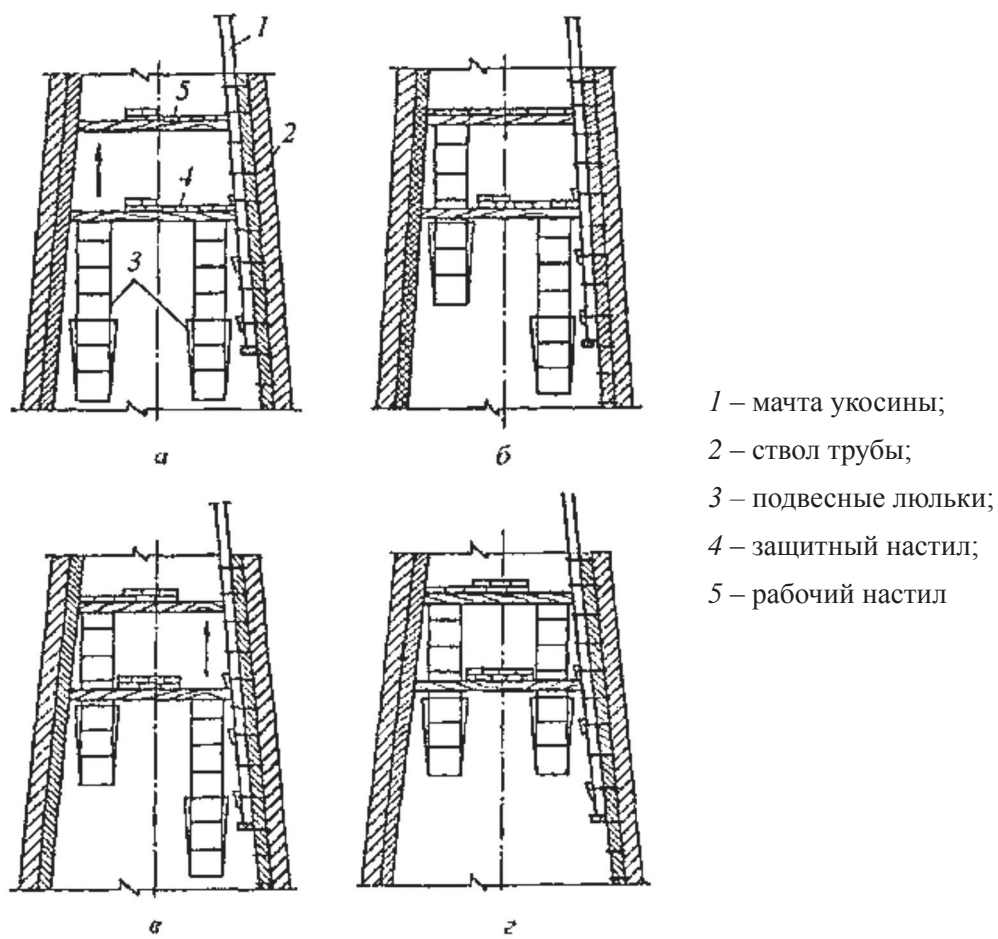 1
5
2
4
3
а
б
1 – мачта укосины;
2 – ствол трубы;
3 – подвесные люльки;
4 – защитный настил;
5 – рабочий настил
в
г